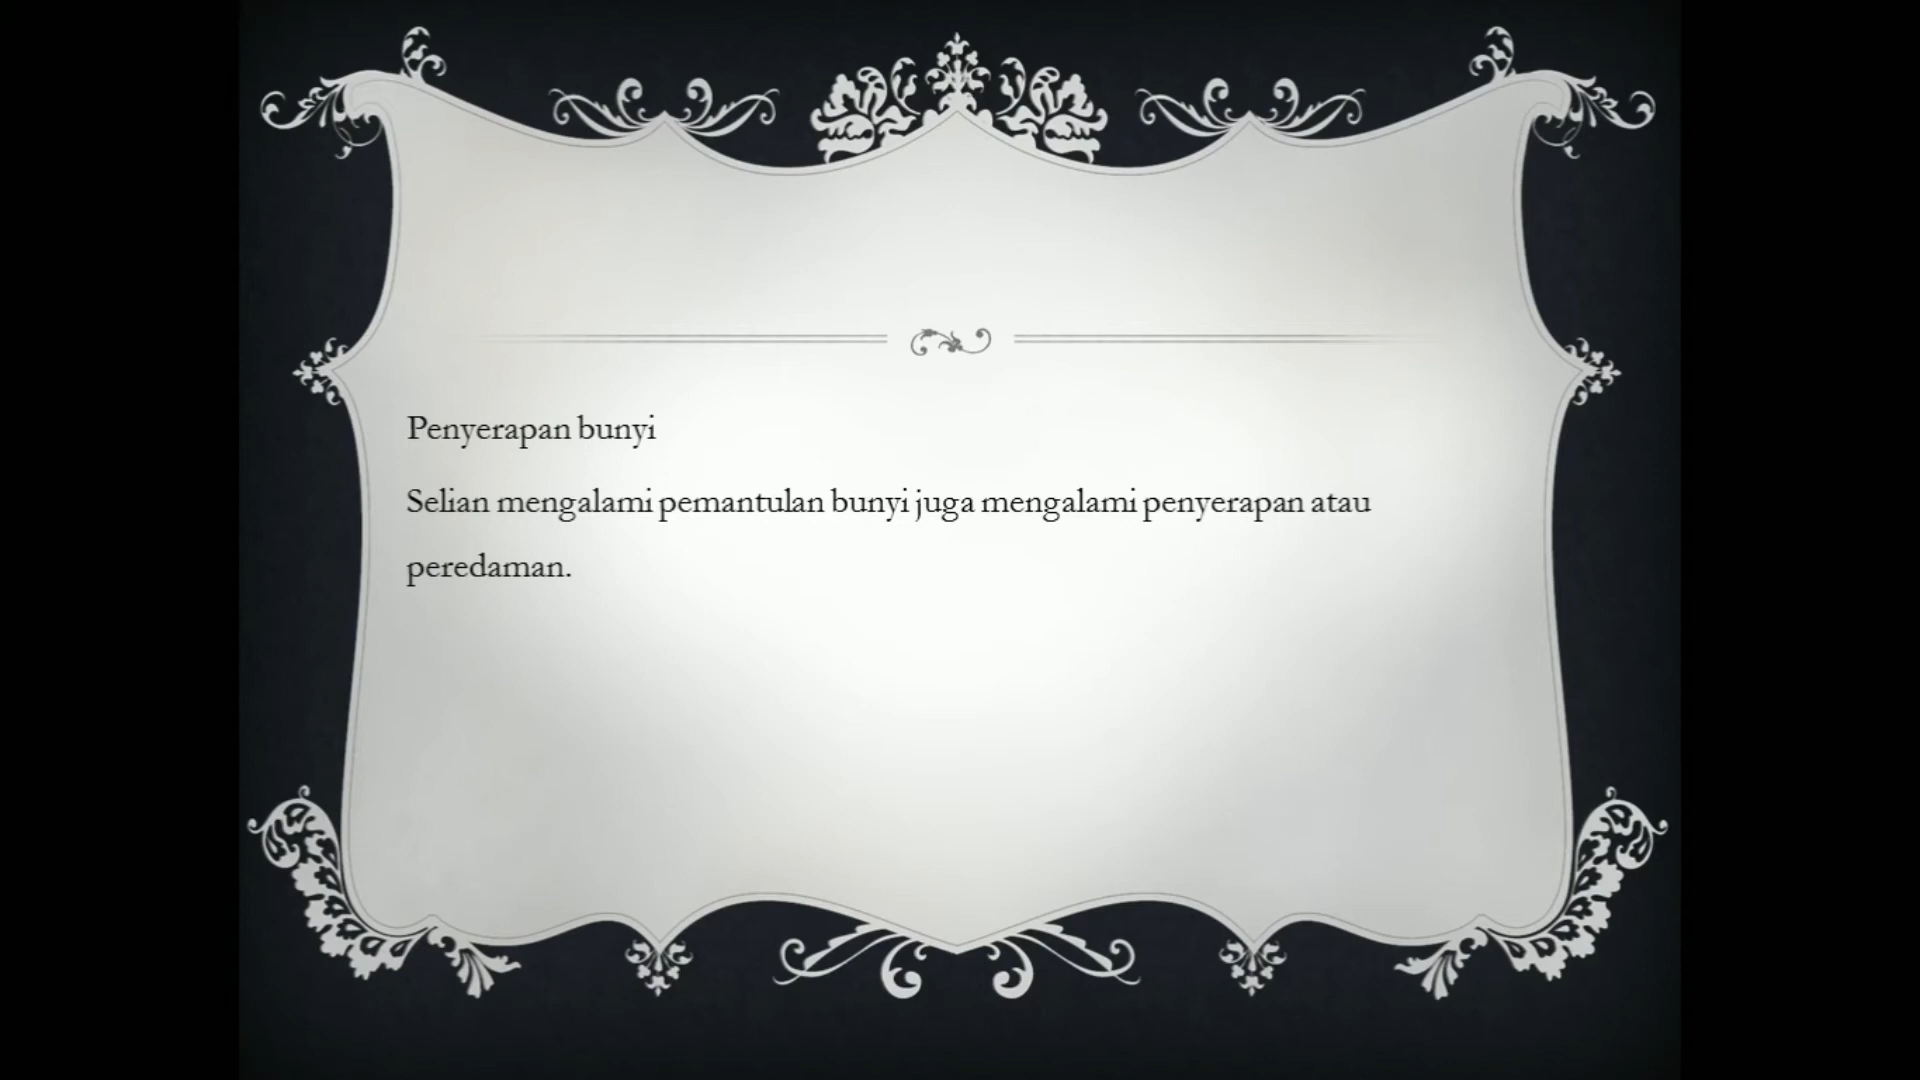 Penyerapan bunyi
Selian mengalami pemantulan bunyi juga mengalami penyerapan atau
peredaman.